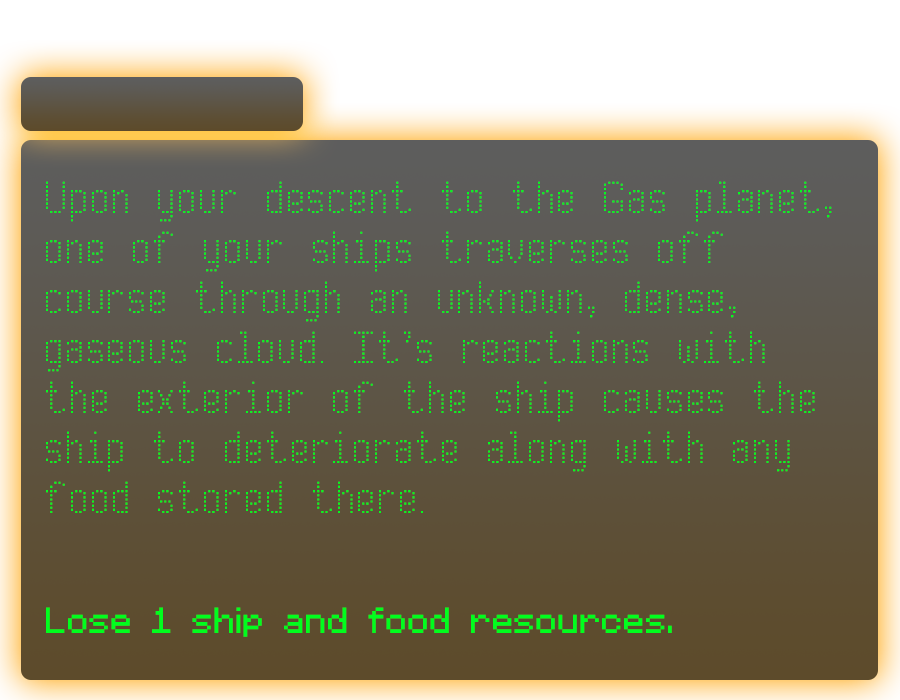 Upon your descent to the Gas planet,
one of your ships traverses off
course through an unknown, dense,
gaseous cloud. It's reactions with
the exterior of the ship causes the
ship to deteriorate along with any
food stored there.
Lose 1 ship and food resources.